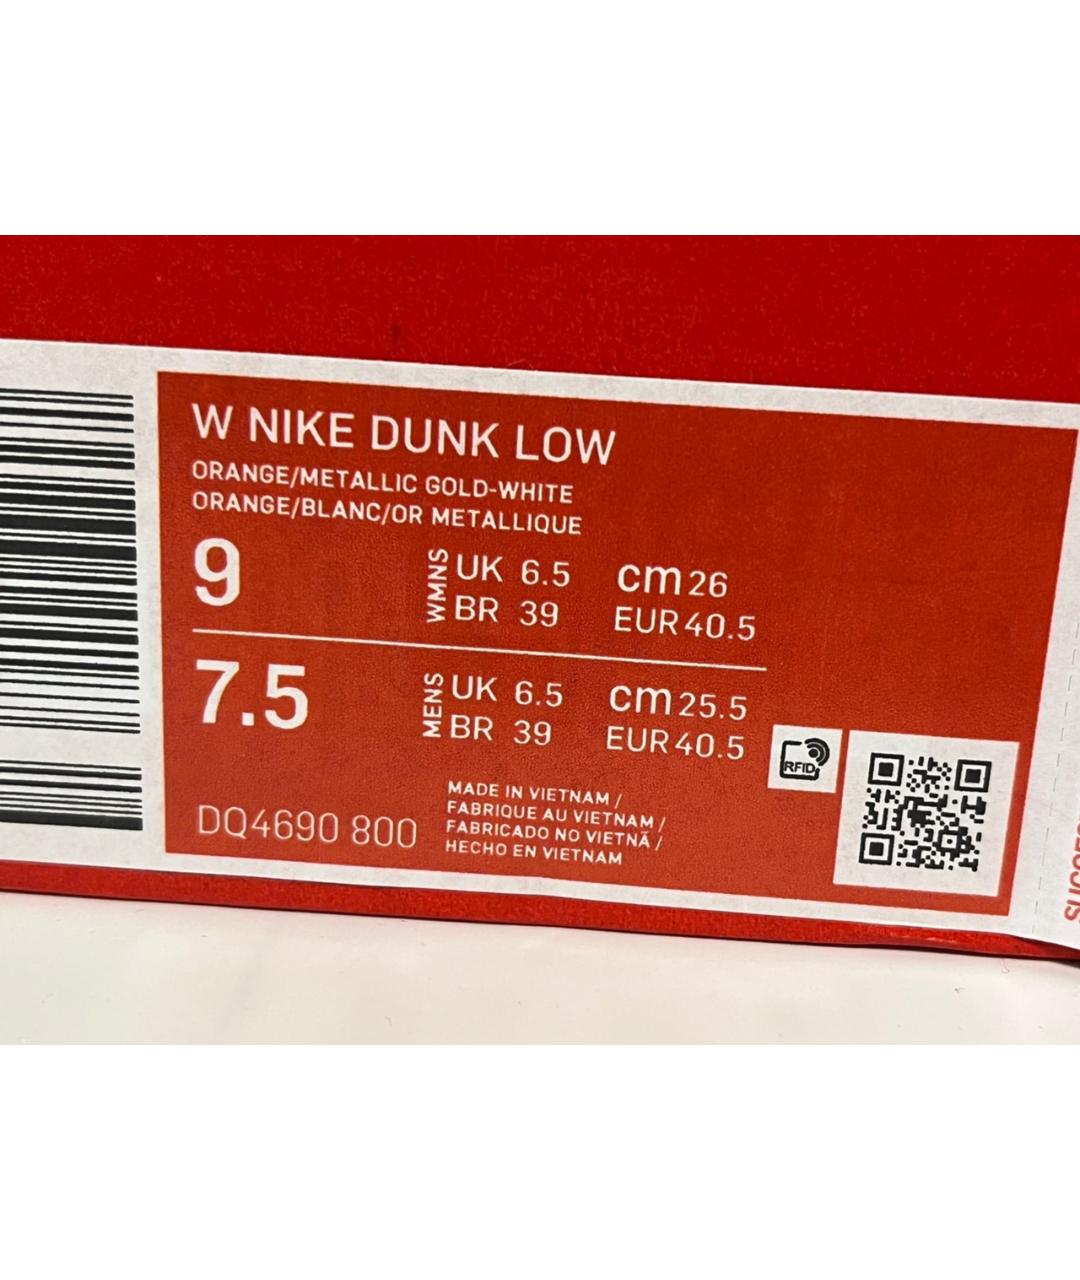 W NIKE DUNK LOW
ORANGE/METALLIC GOLD-WHITE
ORANGE/BLANC/OR METALLIQUE
9
WMNS
UK 6.5 cm 26
BR 39 EUR 40.5
7.5
MENS
UK 6.5 cm 25.5
BR 39 EUR 40.5
RFID
DQ4690 800
MADE IN VIETNAM /
FABRIQUE AU VIETNAM /
FABRICADO NO VIETNÃ /
HECHO EN VIETNAM